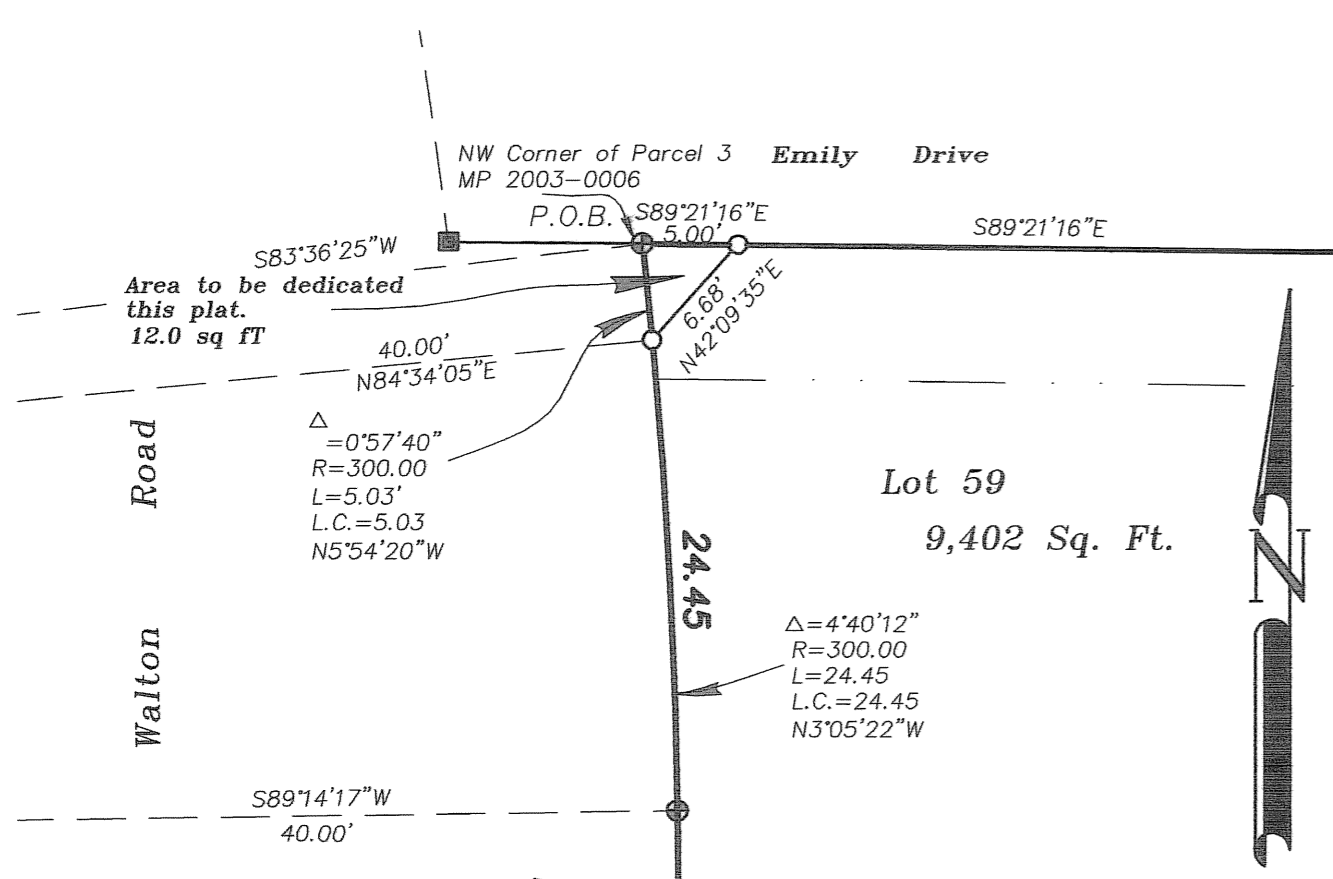 NW Corner of Parcel 3
MP 2003-0006
Emily Drive
P.O.B.
S89°21'16"E
5.00'
S89°21'16"E
S83°36'25"W
Area to be dedicated
this plat.
12.0 sq fT
6.68'
N42°09'35"E
40.00'
N84°34'05"E
△
=0°57'40"
R=300.00
L=5.03'
L.C.=5.03
N5°54'20"W
Walton Road
Lot 59
9,402 Sq. Ft.
N
24.45
△=4°40'12"
R=300.00
L=24.45
L.C.=24.45
N3°05'22"W
S89°14'17"W
40.00'